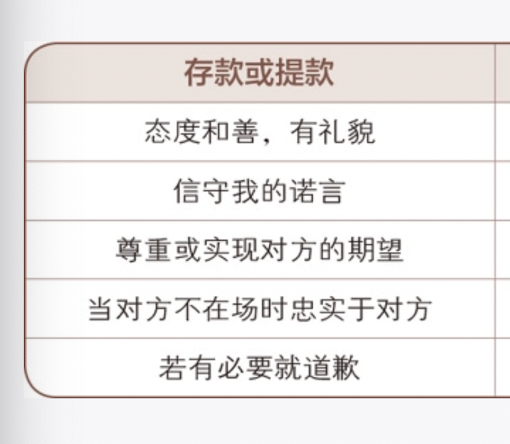 存款或提款
态度和善，有礼貌
信守我的诺言
尊重或实现对方的期望
当对方不在场时忠实于对方
若有必要就道歉